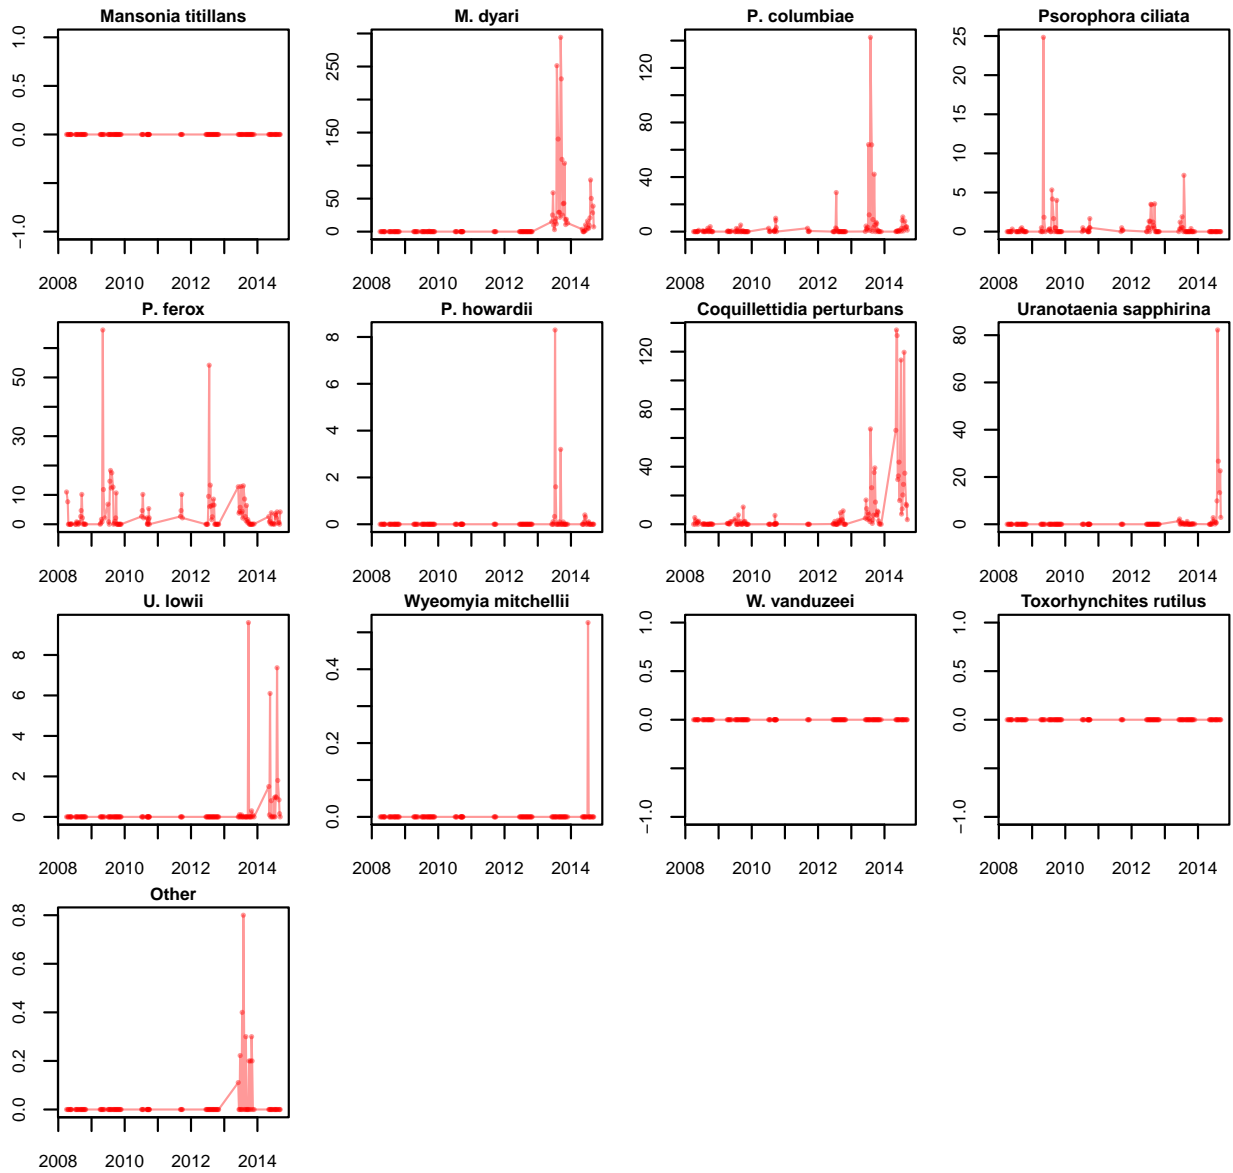 Mansonia titillans
1.0
0.5
0.0
−1.0
2008 2010 2012 2014
M. dyari
250
150
50
0
2008 2010 2012 2014
P. columbiae
120
80
40
0
2008 2010 2012 2014
Psorophora ciliata
25
20
15
10
5
0
2008 2010 2012 2014
P. ferox
50
30
10
0
2008 2010 2012 2014
P. howardii
8
6
4
2
0
2008 2010 2012 2014
Coquillettidia perturbans
120
80
40
0
2008 2010 2012 2014
Uranotaenia sapphirina
80
60
40
20
0
2008 2010 2012 2014
U. lowii
8
6
4
2
0
2008 2010 2012 2014
Wyeomyia mitchellii
0.4
0.2
0.0
2008 2010 2012 2014
W. vanduzeei
1.0
0.5
0.0
−1.0
2008 2010 2012 2014
Toxorhynchites rutilus
1.0
0.5
0.0
−1.0
2008 2010 2012 2014
Other
0.8
0.6
0.4
0.2
0.0
2008 2010 2012 2014